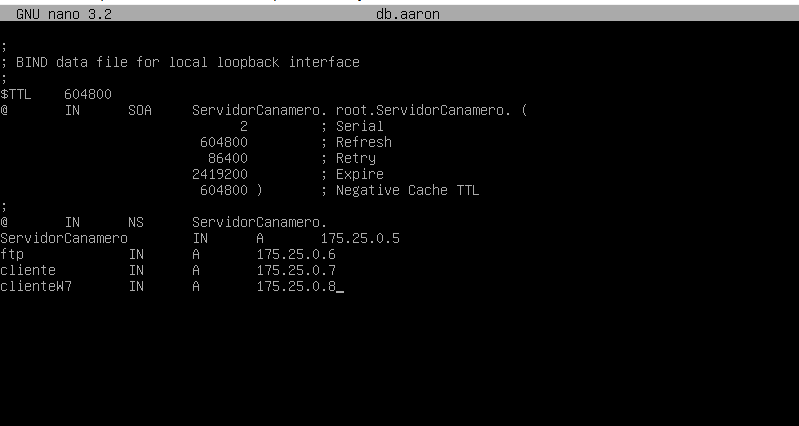 GNU nano 3.2 db.aaron
;
; BIND data file for local loopback interface
;
$TTL 604800
@ IN SOA ServidorCanamero. root.ServidorCanamero. (
2 ; Serial
604800 ; Refresh
86400 ; Retry
2419200 ; Expire
604800 ) ; Negative Cache TTL
;
@ IN NS ServidorCanamero.
ServidorCanamero IN A 175.25.0.5
ftp IN A 175.25.0.6
cliente IN A 175.25.0.7
clienteW7 IN A 175.25.0.8_